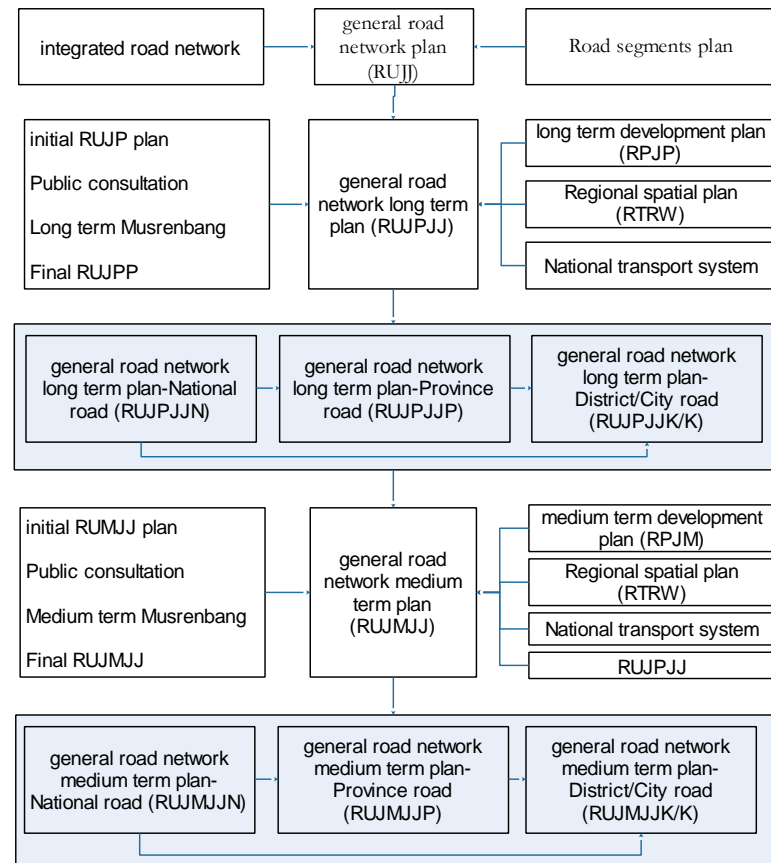 integrated road network
general road
network plan
(RUJJ)
Road segments plan
initial RUJP plan
Public consultation
Long term Musrenbang
Final RUJPP
general road
network long term
plan (RUJPJJ)
long term development plan
(RPJP)
Regional spatial plan
(RTRW)
National transport system
general road network
long term plan-National
road (RUJPJJN)
general road network
long term plan-Province
road (RUJPJJP)
general road network
long term plan-
District/City road
(RUJPJJK/K)
initial RUMJJ plan
Public consultation
Medium term Musrenbang
Final RUJMJJ
general road
network medium
term plan
(RUJMJJ)
medium term development
plan (RPJM)
Regional spatial plan
(RTRW)
National transport system
RUJPJJ
general road network
medium term plan-
National road (RUJMJJN)
general road network
medium term plan-
Province road
(RUJMJJP)
general road network
medium term plan-
District/City road
(RUJMJJK/K)